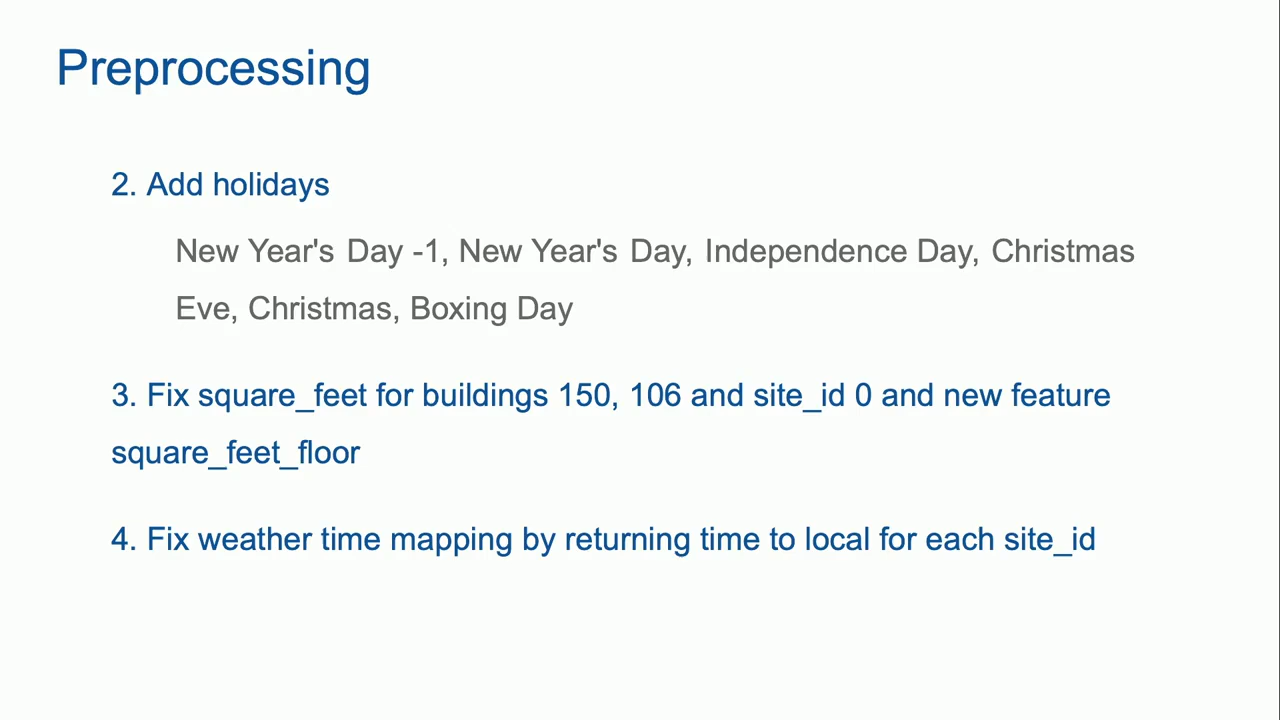 Preprocessing
2. Add holidays
New Year's Day -1, New Year's Day, Independence Day, Christmas
Eve, Christmas, Boxing Day
3. Fix square_feet for buildings 150, 106 and site_id 0 and new feature
square_feet_floor
4. Fix weather time mapping by returning time to local for each site_id